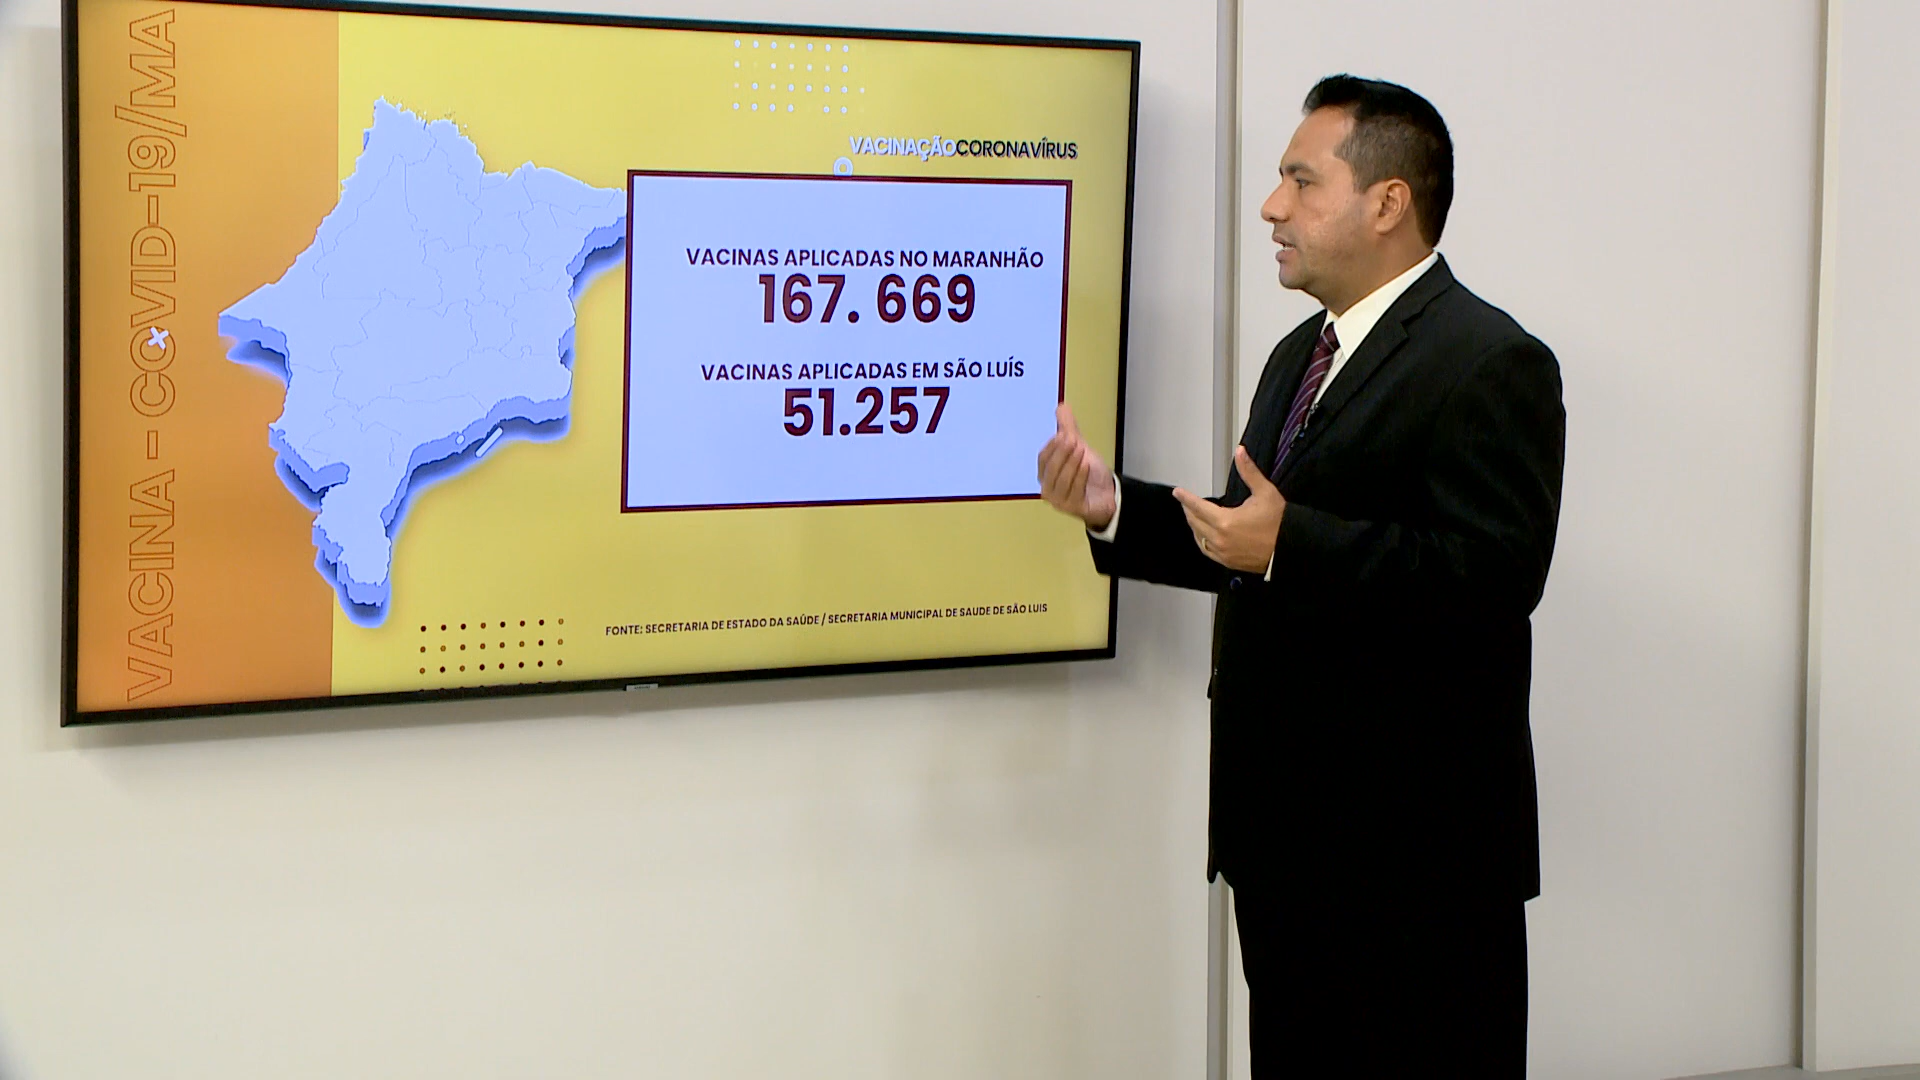 VACINA - COVID-19/MA
VACINAÇÃOCORONAVÍRUS
VACINAS APLICADAS NO MARANHÃO
167. 669
VACINAS APLICADAS EM SÃO LUÍS
51.257
FONTE: SECRETARIA DE ESTADO DA SAÚDE / SECRETARIA MUNICIPAL DE SAUDE DE SÃO LUIS